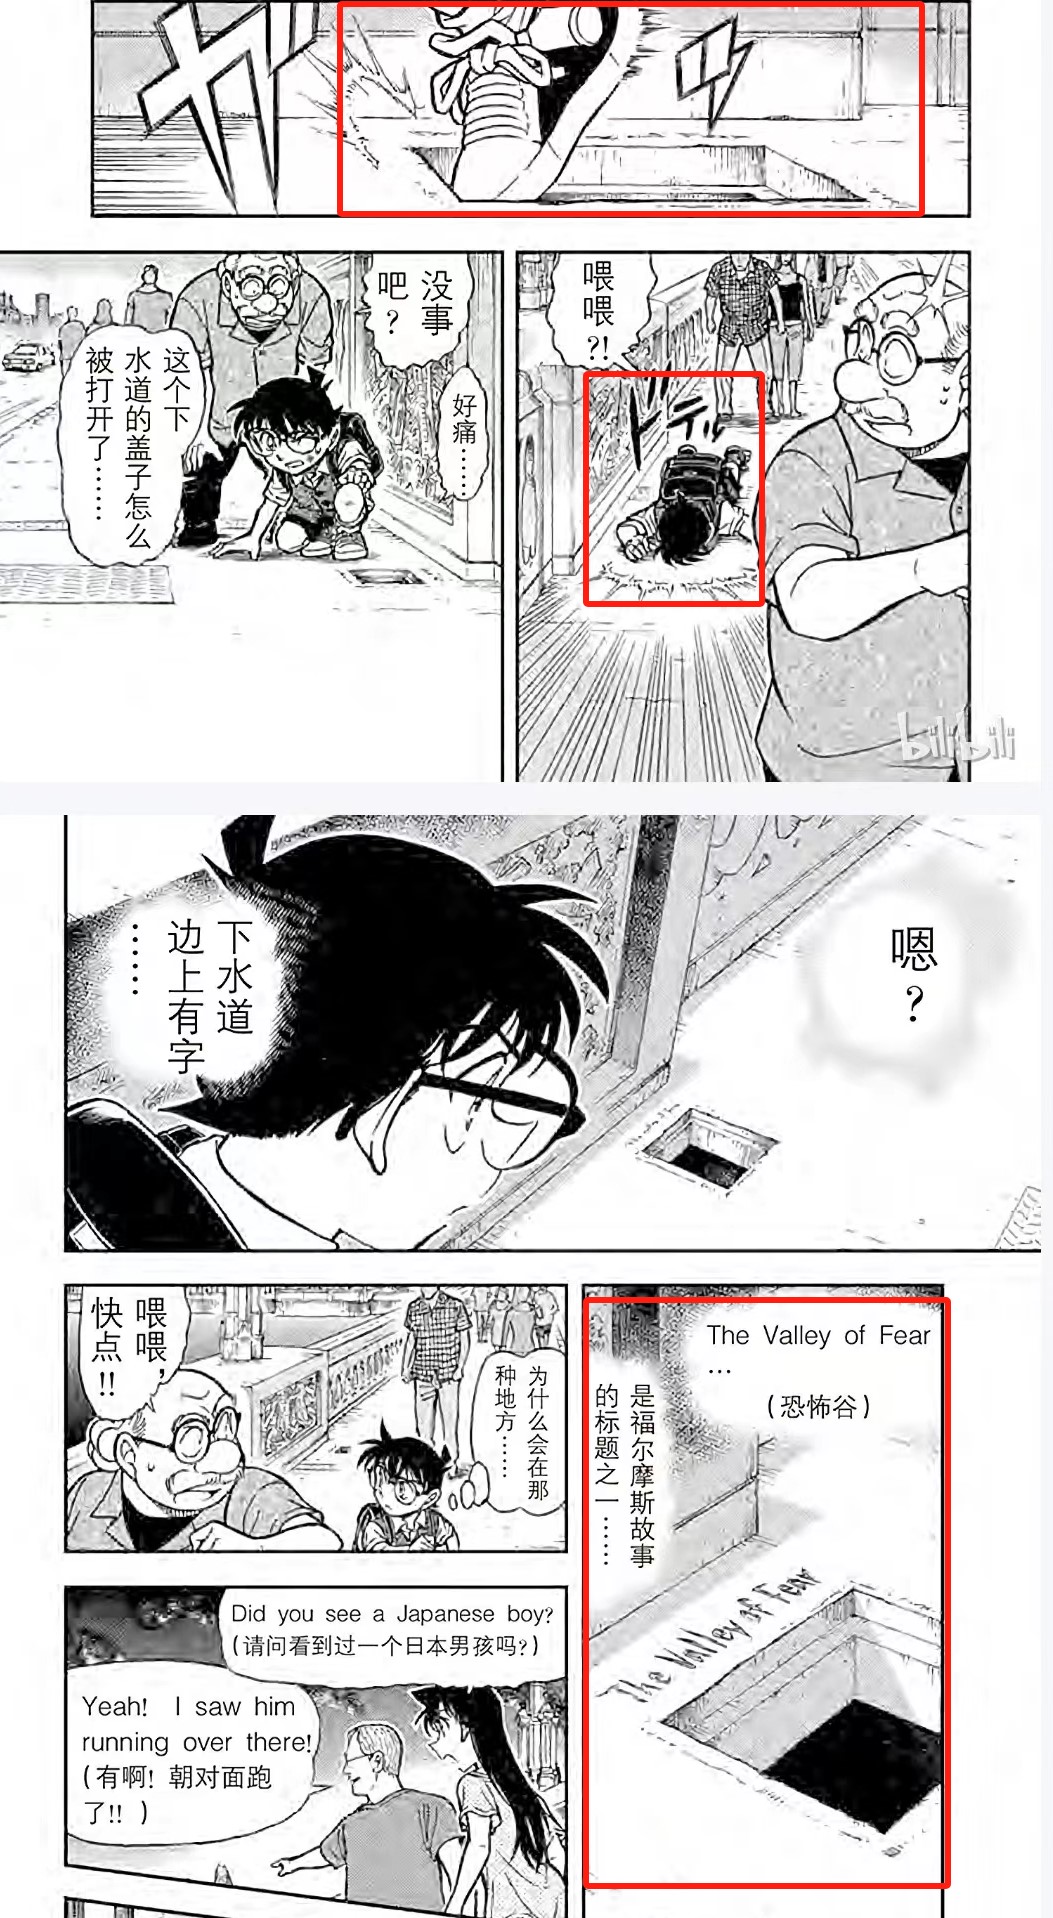 ガッ
喂喂?!
bilibili
没事
吧?
好痛……
这个下
水道的盖子怎么
被打开了……
嗯?
下水道
边上有字
……
The Valley of Fear
…
(恐怖谷)
是福尔摩斯故事
的标题之一……
The Valley of Fear
为什么会在那
种地方……
喂喂,
快点!!
Did you see a Japanese boy?
(请问看到过一个日本男孩吗?)
Yeah! I saw him
running over there!
(有啊! 朝对面跑
了!! )